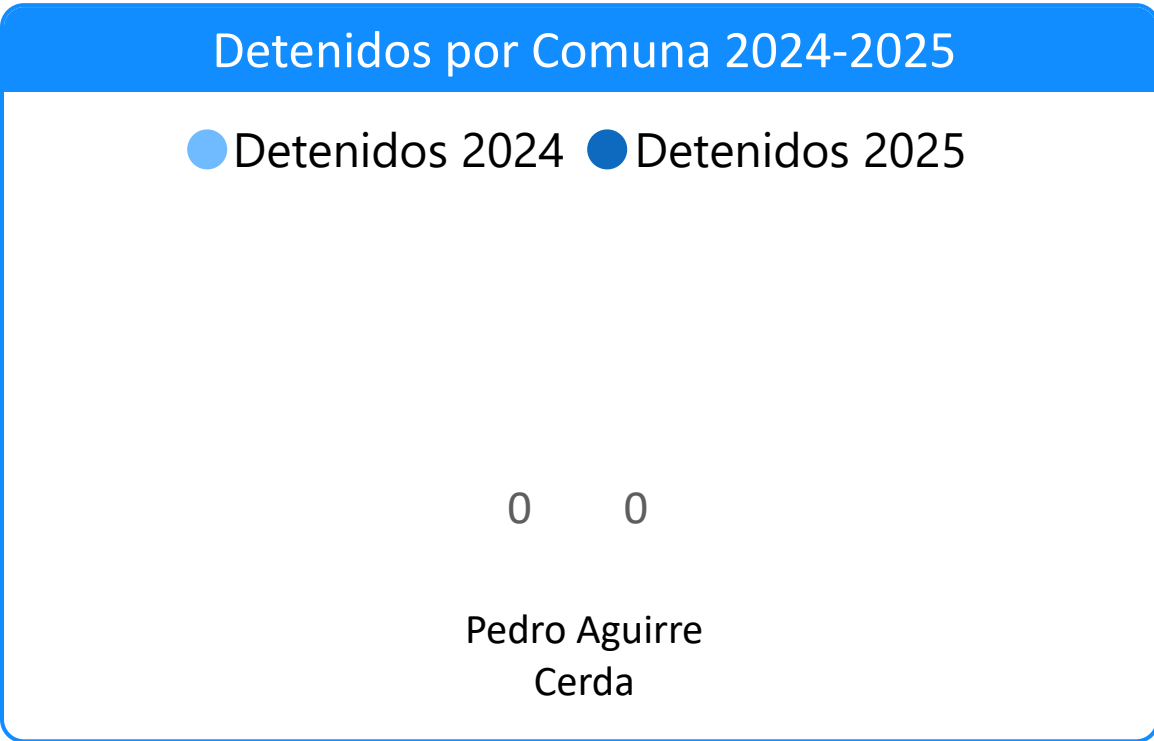 Detenidos por Comuna 2024-2025
Detenidos 2024 Detenidos 2025
0 0
Pedro Aguirre
Cerda